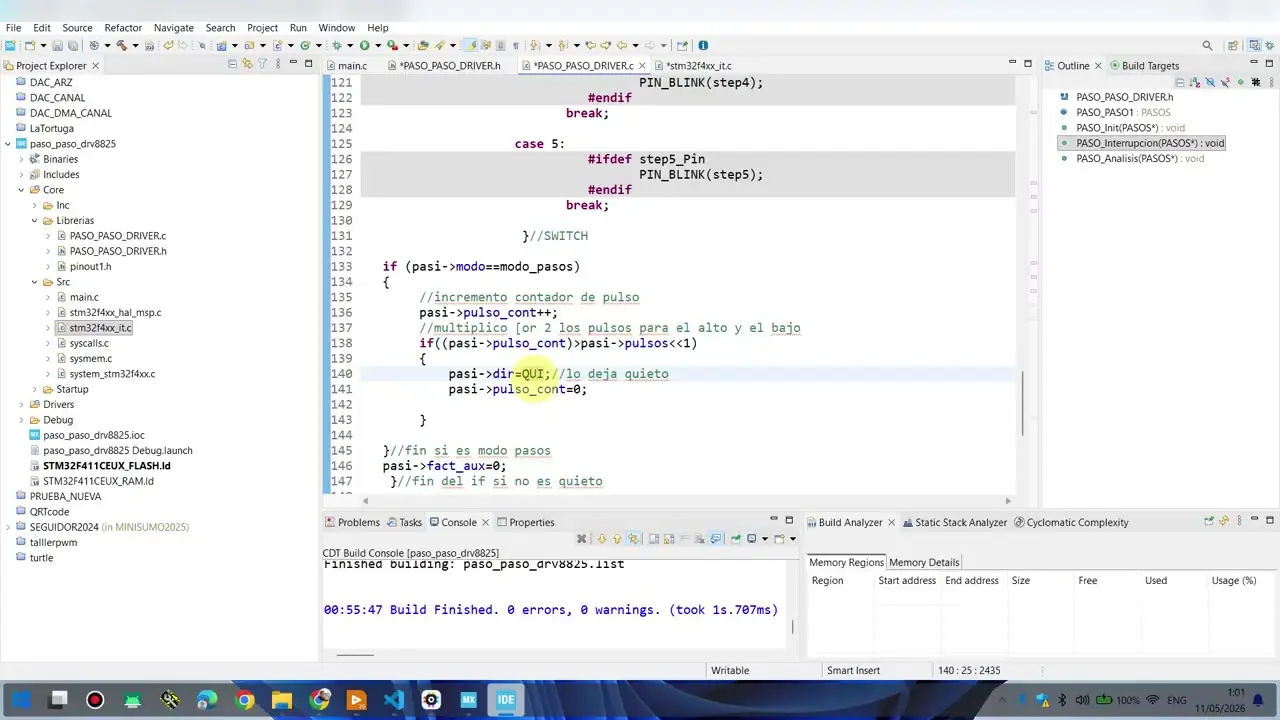 File Edit Source Refactor Navigate Search Project Run Window Help
Project Explorer
main.c
*PASO_PASO_DRIVER.h
*PASO_PASO_DRIVER.c
*stm32f4xx_it.c
Outline
Build Targets
DAC_ARZ
DAC_CANAL
DAC_DMA_CANAL
LaTortuga
paso_paso_drv8825
Binaries
Includes
Core
Inc
Librerias
PASO_PASO_DRIVER.c
PASO_PASO_DRIVER.h
pinout1.h
Src
main.c
stm32f4xx_hal_msp.c
stm32f4xx_it.c
syscalls.c
sysmem.c
system_stm32f4xx.c
Startup
Drivers
Debug
paso_paso_drv8825.ioc
paso_paso_drv8825 Debug.launch
STM32F411CEUX_FLASH.ld
STM32F411CEUX_RAM.ld
PRUEBA_NUEVA
QRTcode
SEGUIDOR2024 (in MINISUMO2025)
talllerpwm
turtle
121 PIN_BLINK(step4);
122 #endif
123 break;
124
125 case 5:
126 #ifdef step5_Pin
127 PIN_BLINK(step5);
128 #endif
129 break;
130
131 }//SWITCH
132
133 if (pasi->modo==modo_pasos)
134 {
135 //incremento contador de pulso
136 pasi->pulso_cont++;
137 //multiplico [or 2 los pulsos para el alto y el bajo
138 if((pasi->pulso_cont)>pasi->pulsos<<1)
139 {
140 pasi->dir=QUI;//lo deja quieto
141 pasi->pulso_cont=0;
142
143 }
144
145 }//fin si es modo pasos
146 pasi->fact_aux=0;
147 }//fin del if si no es quieto
PASO_PASO_DRIVER.h
PASO_PASO1 : PASOS
PASO_Init(PASOS*) : void
PASO_Interrupcion(PASOS*) : void
PASO_Analisis(PASOS*) : void
Problems Tasks Console Properties
CDT Build Console [paso_paso_drv8825]
Finished building: paso_paso_drv8825.list
00:55:47 Build Finished. 0 errors, 0 warnings. (took 1s.707ms)
Build Analyzer Static Stack Analyzer Cyclomatic Complexity
Memory Regions Memory Details
Region Start address End address Size Free Used Usage (%)
Writable Smart Insert 140 : 25 : 2435
MX IDE
100% ENG
1:01
11/05/2026